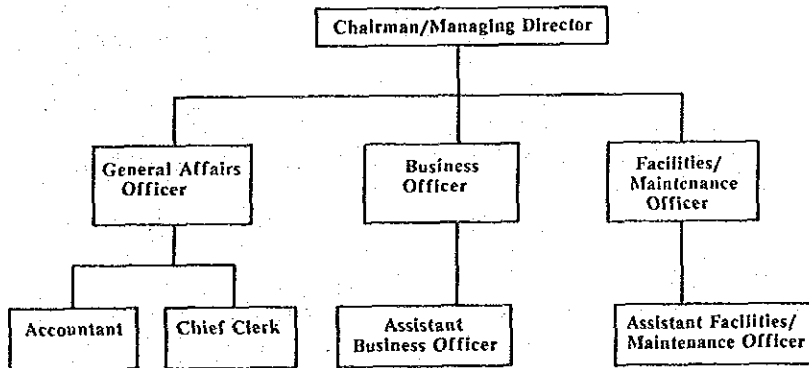 Chairman/Managing Director
General Affairs
Officer
Business
Officer
Facilities/
Maintenance
Officer
Accountant
Chief Clerk
Assistant
Business Officer
Assistant Facilities/
Maintenance Officer